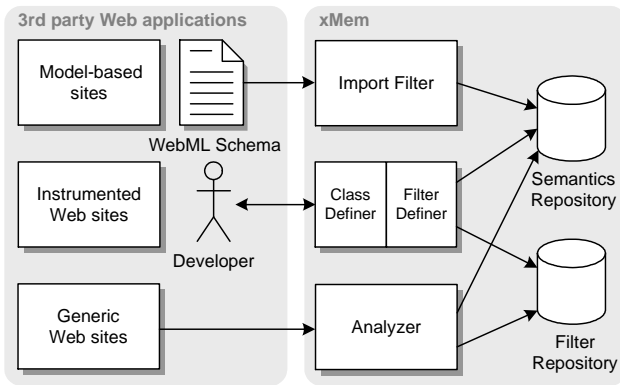 3rd party Web applications
xMem
Model-based
sites
WebML Schema
Import Filter
Semantics
Repository
Instrumented
Web sites
Developer
Class
Definer
Filter
Definer
Generic
Web sites
Analyzer
Filter
Repository